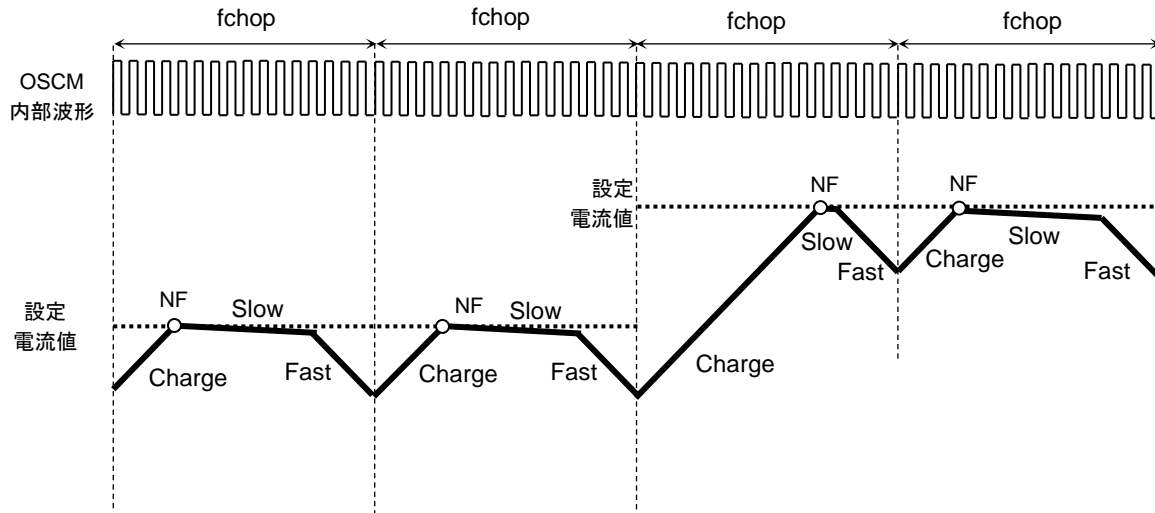 fchop
fchop
fchop
fchop
OSCM
内部波形
設定
電流値
NF
NF
Slow
Slow
Fast
Charge
Fast
設定
電流値
NF
Slow
NF
Slow
Charge
Fast
Charge
Fast
Charge